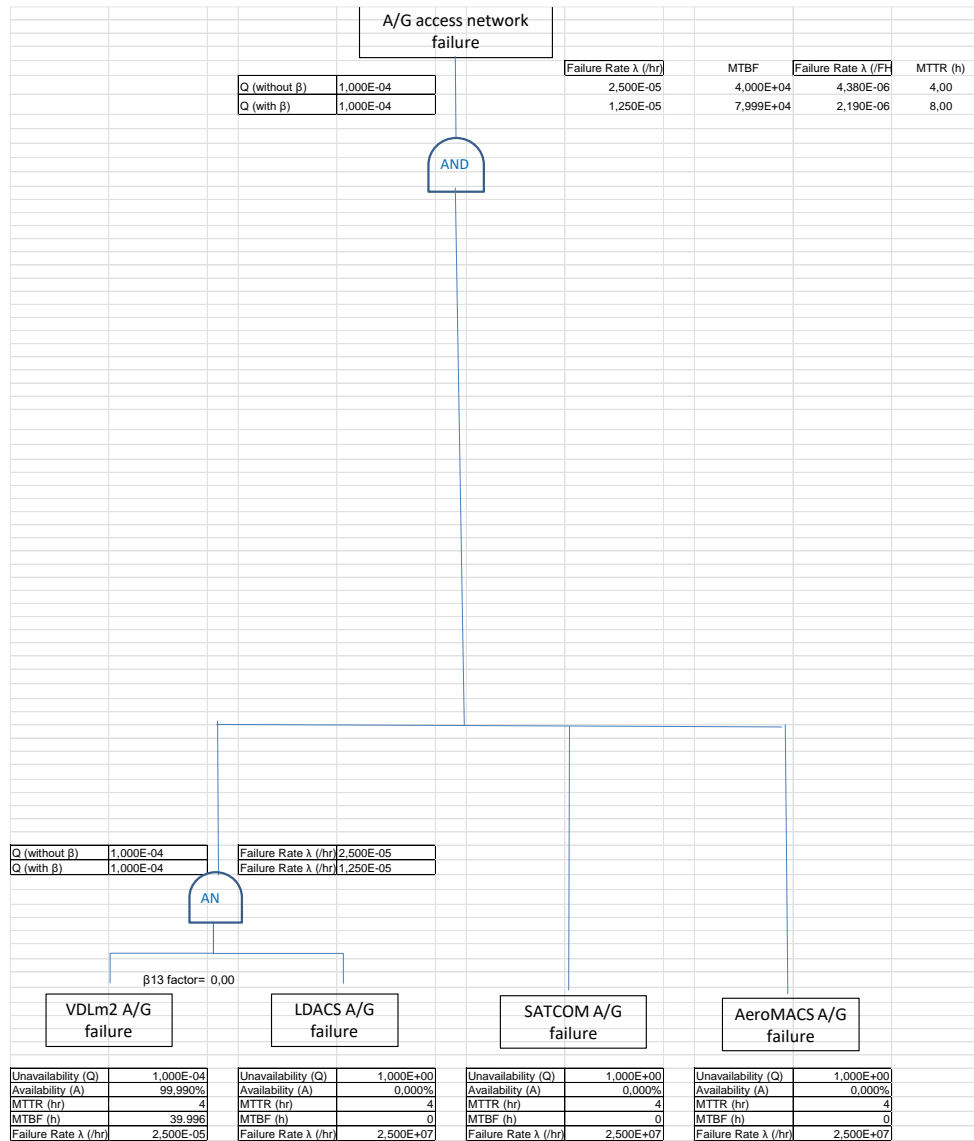 A/G access network
failure
Failure Rate λ (/hr) MTBF Failure Rate λ (/FH MTTR (h)
Q (without β) 1,000E-04 2,500E-05 4,000E+04 4,380E-06 4,00
Q (with β) 1,000E-04 1,250E-05 7,999E+04 2,190E-06 8,00
AND
Q (without β) 1,000E-04 Failure Rate λ (/hr) 2,500E-05
Q (with β) 1,000E-04 Failure Rate λ (/hr) 1,250E-05
AN
β13 factor= 0,00
VDLm2 A/G
failure
LDACS A/G
failure
SATCOM A/G
failure
AeroMACS A/G
failure
Unavailability (Q) 1,000E-04 Unavailability (Q) 1,000E+00 Unavailability (Q) 1,000E+00 Unavailability (Q) 1,000E+00
Availability (A) 99,990% Availability (A) 0,000% Availability (A) 0,000% Availability (A) 0,000%
MTTR (hr) 4 MTTR (hr) 4 MTTR (hr) 4 MTTR (hr) 4
MTBF (h) 39.996 MTBF (h) 0 MTBF (h) 0 MTBF (h) 0
Failure Rate λ (/hr) 2,500E-05 Failure Rate λ (/hr) 2,500E+07 Failure Rate λ (/hr) 2,500E+07 Failure Rate λ (/hr) 2,500E+07